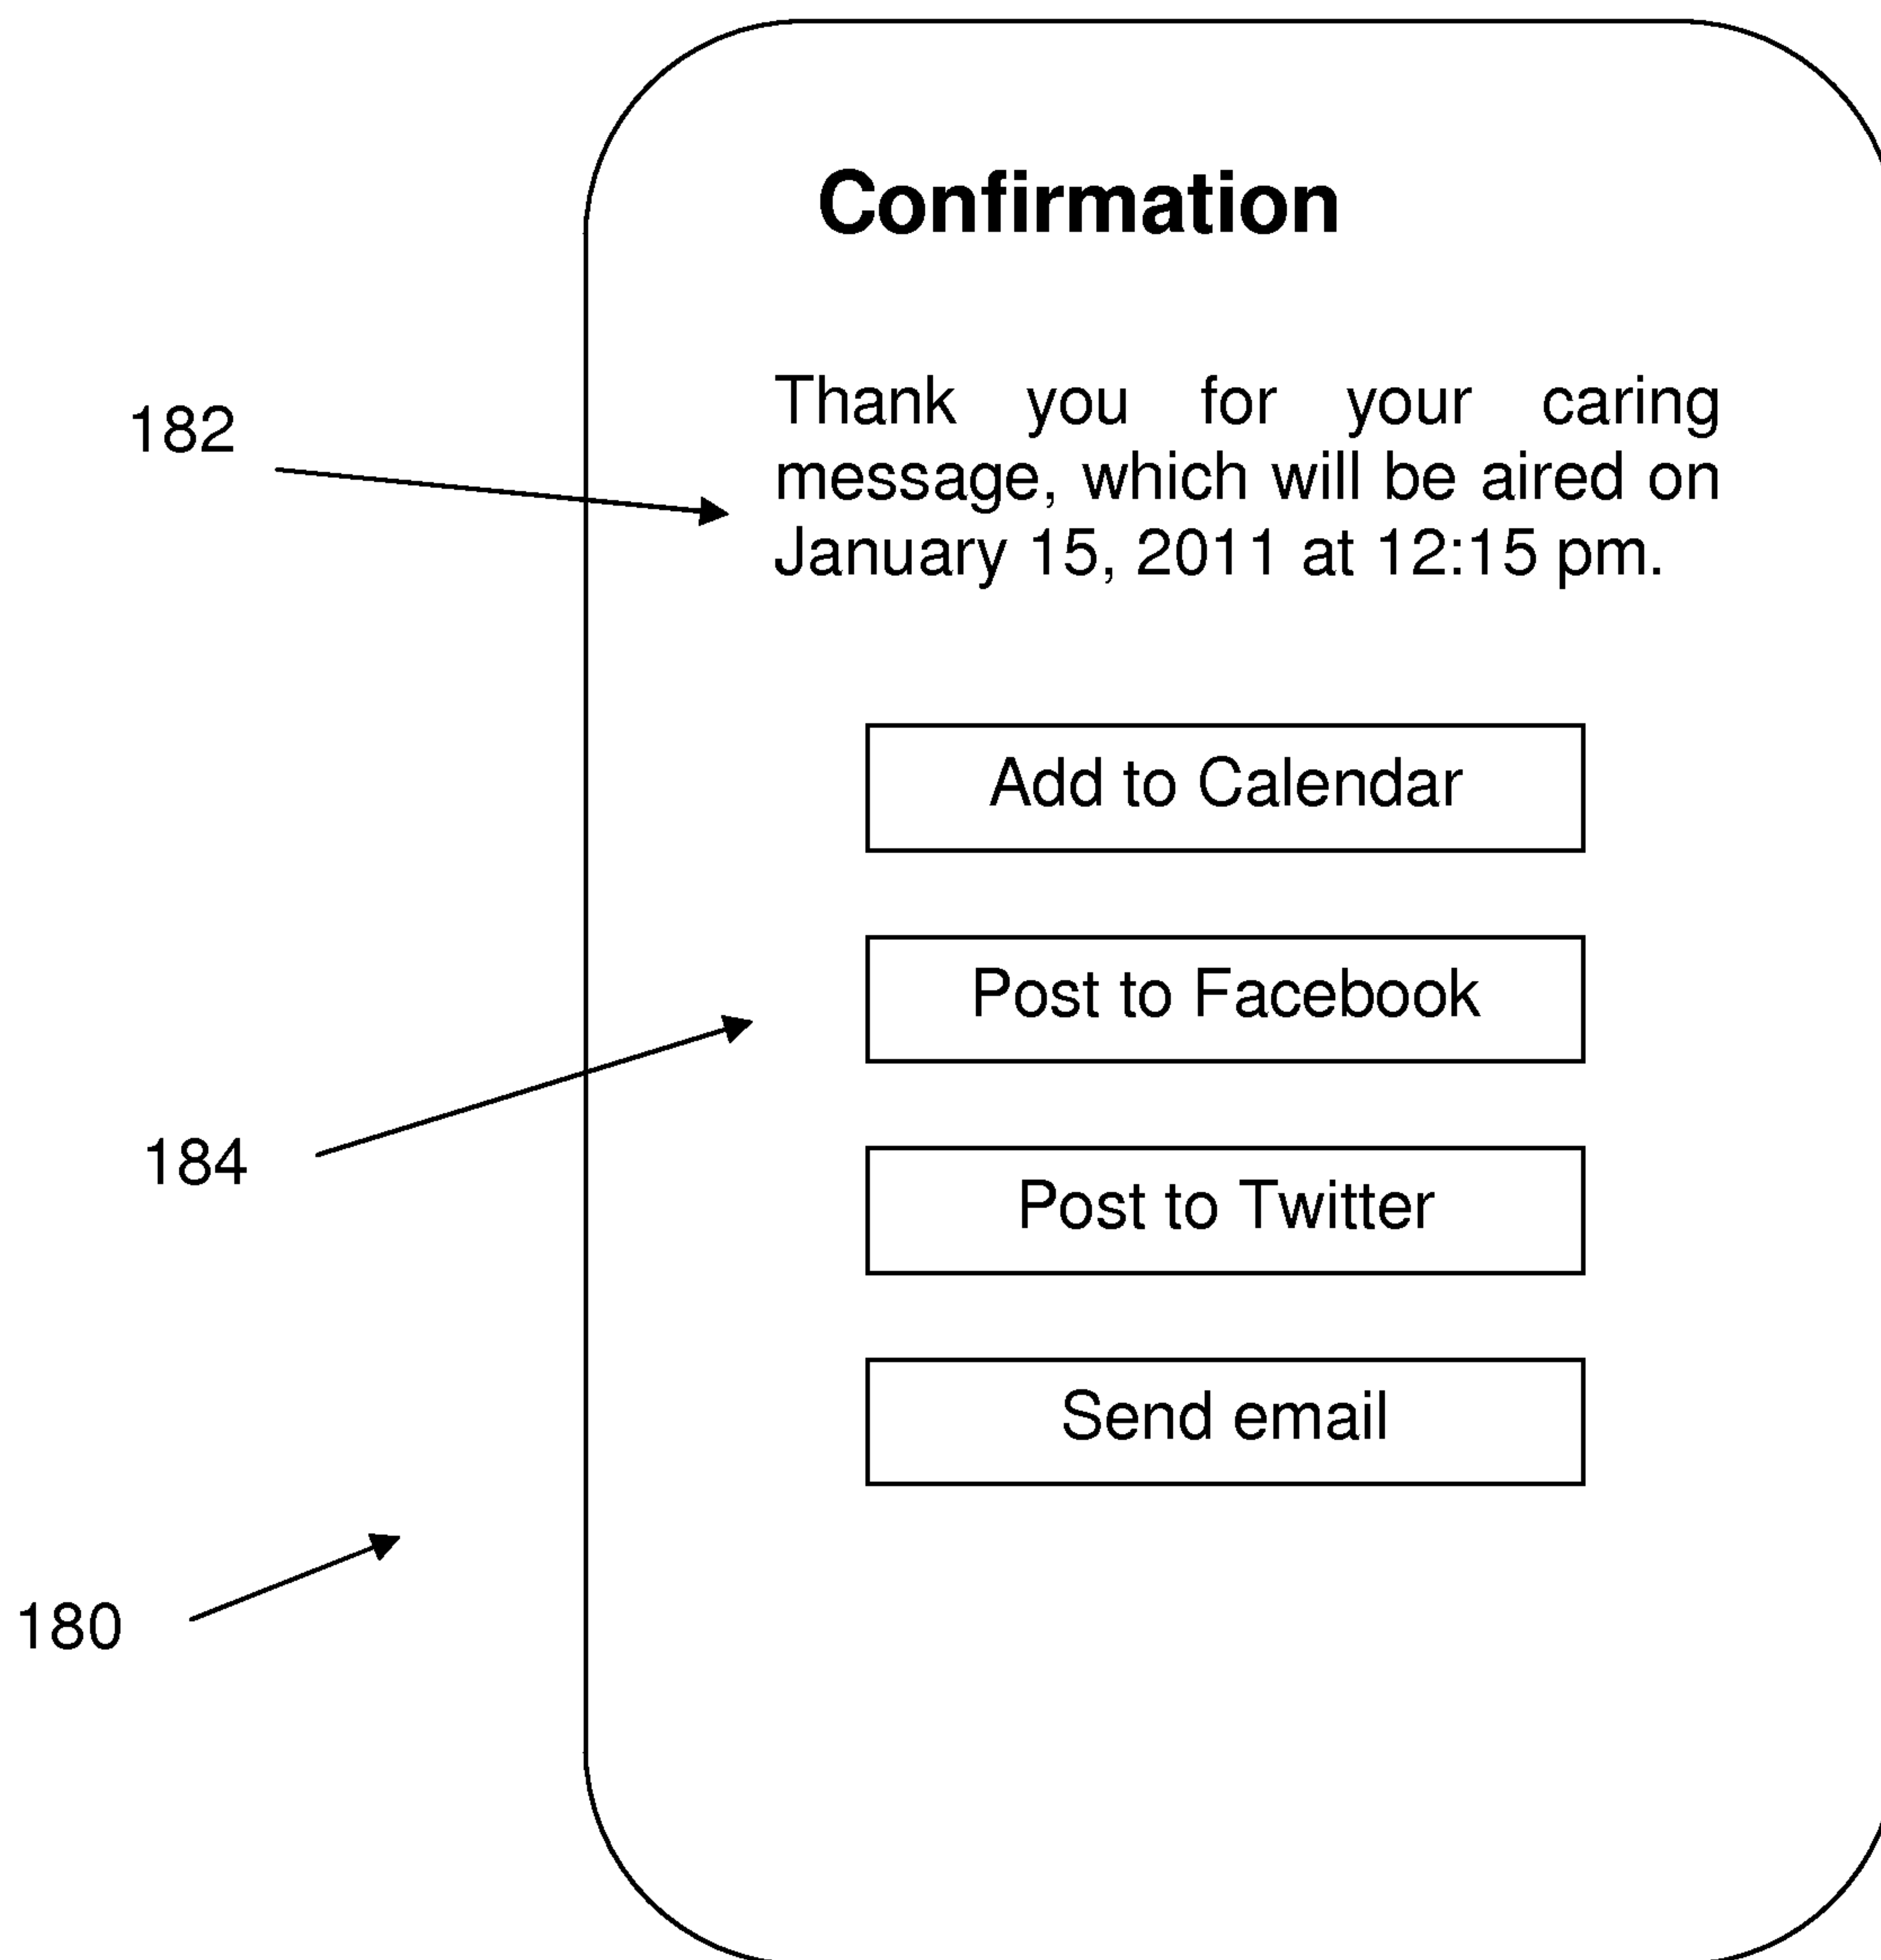 Confirmation
182
Thank you for your caring
message, which will be aired on
January 15, 2011 at 12:15 pm.
Add to Calendar
Post to Facebook
184
Post to Twitter
Send email
180